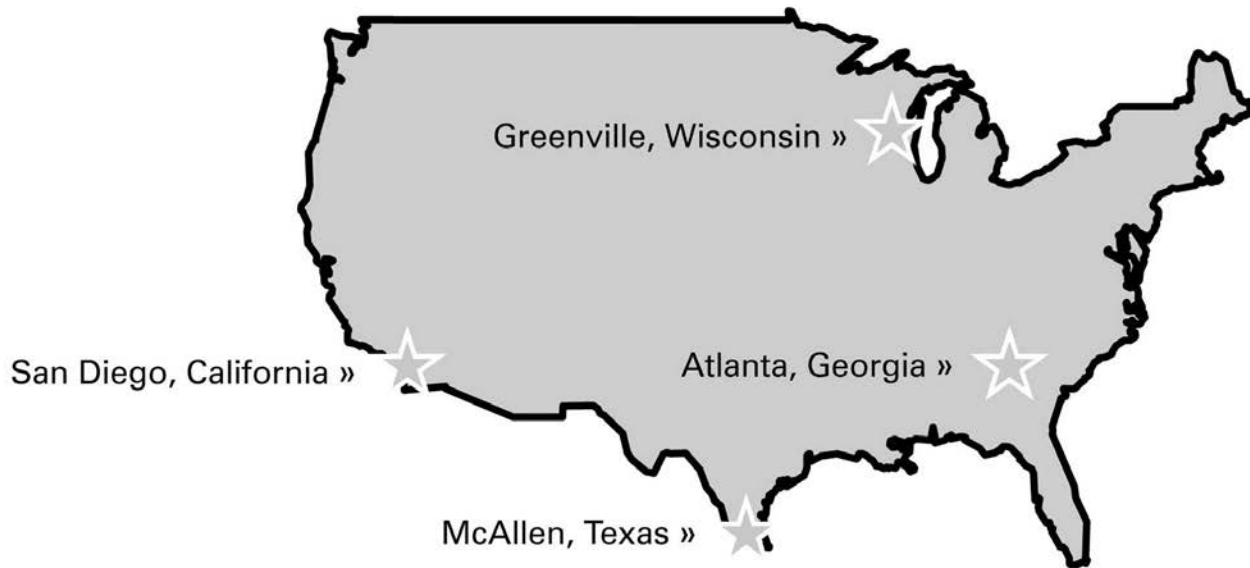 Greenville, Wisconsin »
San Diego, California »
Atlanta, Georgia »
McAllen, Texas »